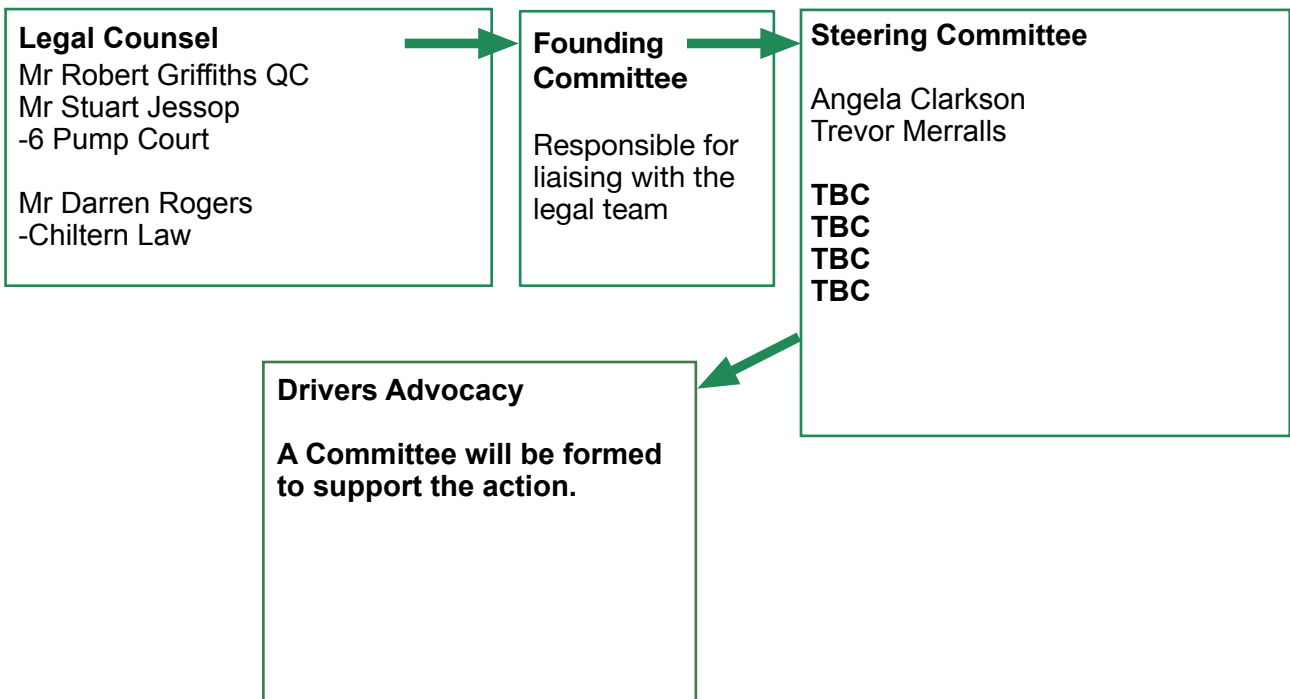 Legal Counsel
Mr Robert Griffiths QC
Mr Stuart Jessop
-6 Pump Court
Mr Darren Rogers
-Chiltern Law
Founding
Committee
Responsible for
liaising with the
legal team
Steering Committee
Angela Clarkson
Trevor Merralls
TBC
TBC
TBC
TBC
Drivers Advocacy
A Committee will be formed
to support the action.